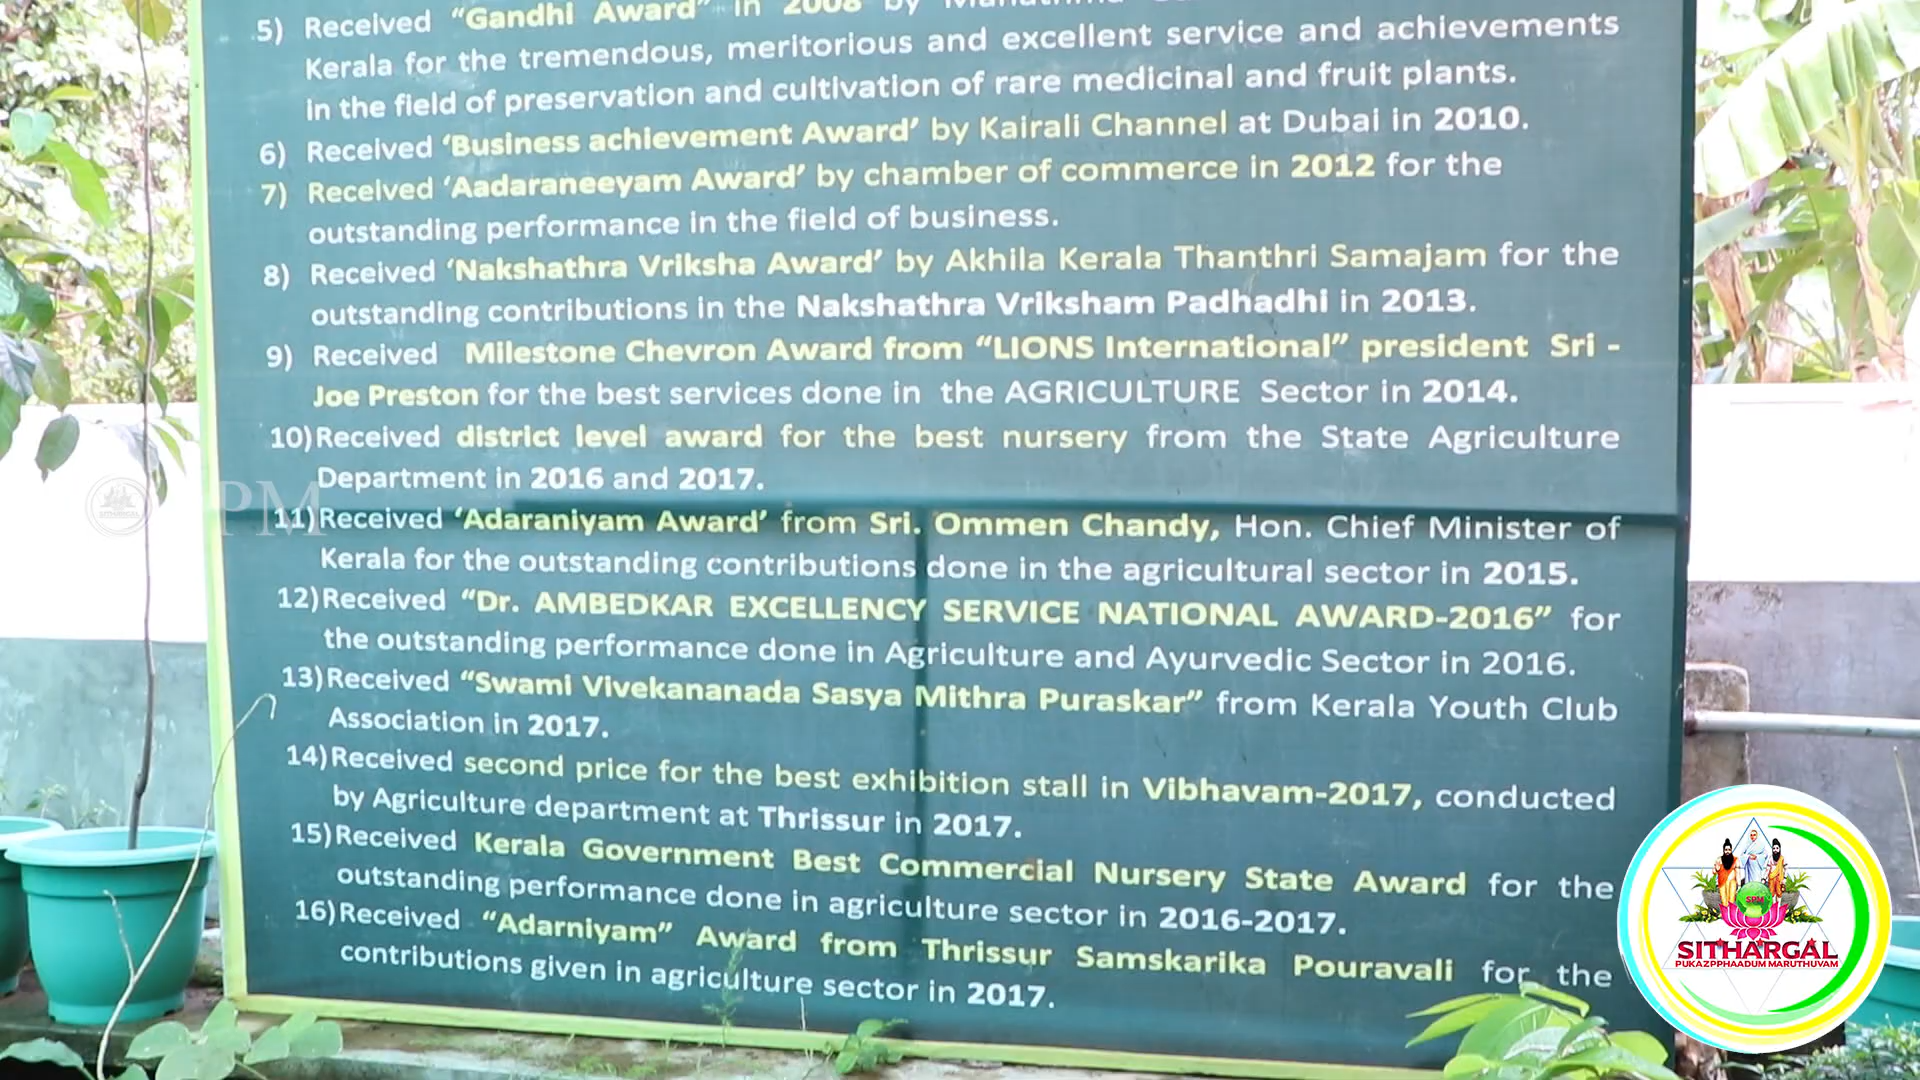 5) Received “Gandhi Award” in 2008 by
Kerala for the tremendous, meritorious and excellent service and achievements
in the field of preservation and cultivation of rare medicinal and fruit plants.
6) Received ‘Business achievement Award’ by Kairali Channel at Dubai in 2010.
7) Received ‘Aadaraneeyam Award’ by chamber of commerce in 2012 for the
outstanding performance in the field of business.
8) Received ‘Nakshathra Vriksha Award’ by Akhila Kerala Thanthri Samajam for the
outstanding contributions in the Nakshathra Vriksham Padhadhi in 2013.
9) Received Milestone Chevron Award from “LIONS International” president Sri -
Joe Preston for the best services done in the AGRICULTURE Sector in 2014.
10)Received district level award for the best nursery from the State Agriculture
Department in 2016 and 2017.
11)Received ‘Adaraniyam Award’ from Sri. Ommen Chandy, Hon. Chief Minister of
Kerala for the outstanding contributions done in the agricultural sector in 2015.
12)Received “Dr. AMBEDKAR EXCELLENCY SERVICE NATIONAL AWARD-2016” for
the outstanding performance done in Agriculture and Ayurvedic Sector in 2016.
13)Received “Swami Vivekananada Sasya Mithra Puraskar” from Kerala Youth Club
Association in 2017.
14)Received second price for the best exhibition stall in Vibhavam-2017, conducted
by Agriculture department at Thrissur in 2017.
15)Received Kerala Government Best Commercial Nursery State Award for the
outstanding performance done in agriculture sector in 2016-2017.
16)Received “Adarniyam” Award from Thrissur Samskarika Pouravali for the
contributions given in agriculture sector in 2017.
SITHARGAL
PM
SPM
SITHARGAL
PUKAZPPHAADUM MARUTHUVAM